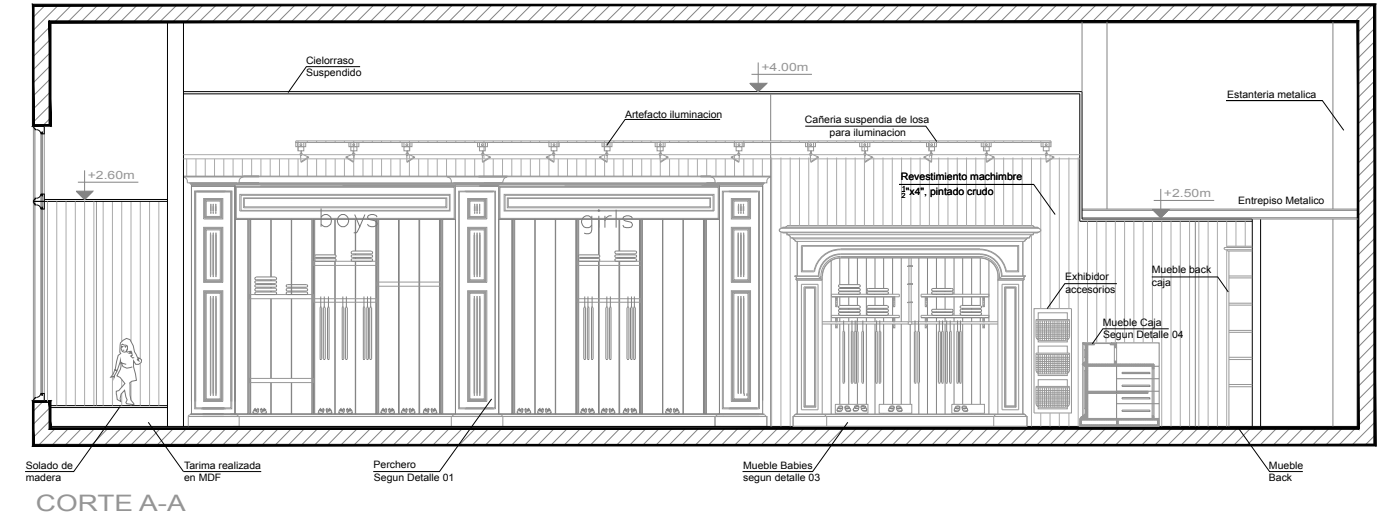 Cielorraso
Suspendido
+4.00m
Estanteria metalica
Artefacto iluminacion
Cañeria suspendia de losa
para iluminacion
+2.60m
Revestimiento machimbre
½"x4", pintado crudo
+2.50m
Entrepiso Metalico
boys
girls
Exhibidor
accesorios
Mueble back
caja
Mueble Caja
Segun Detalle 04
Solado de
madera
Tarima realizada
en MDF
Perchero
Segun Detalle 01
Mueble Babies
segun detalle 03
Mueble
Back
CORTE A-A